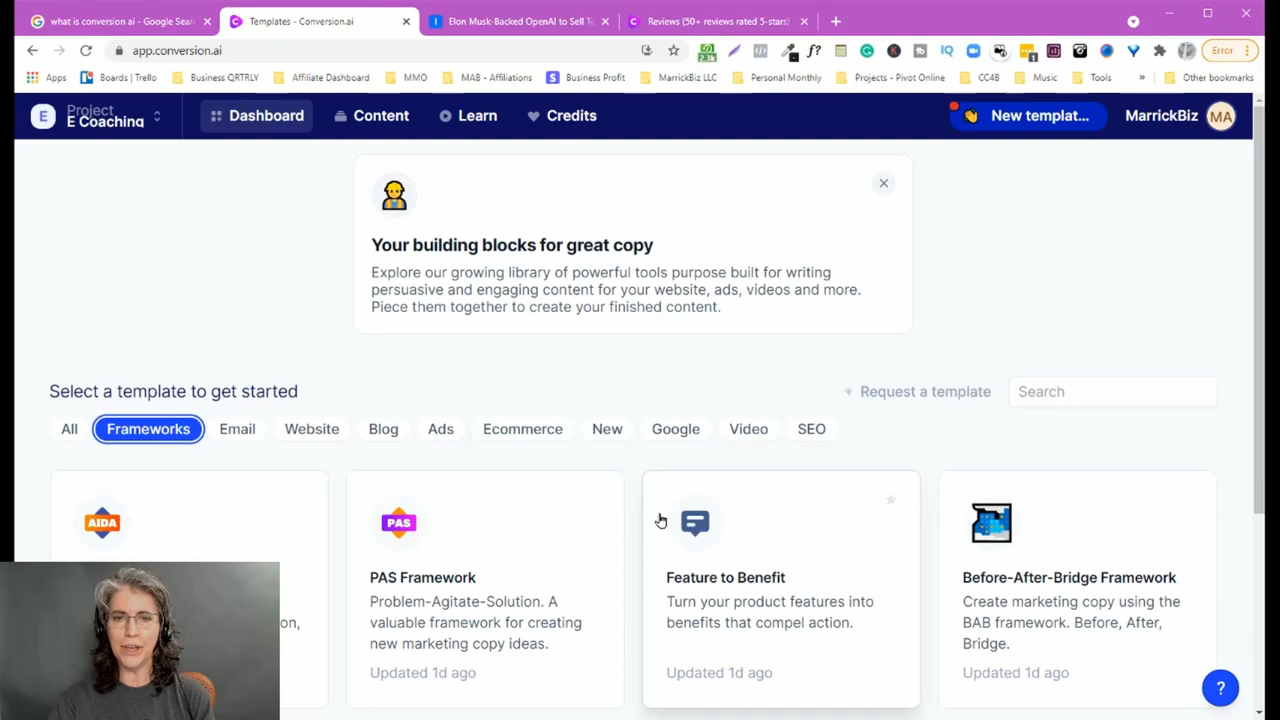 what is conversion ai - Google Sear
Templates - Conversion.ai
Elon Musk-Backed OpenAI to Sell Te
Reviews (50+ reviews rated 5-stars)
app.conversion.ai
Error
Apps
Boards | Trello
Business QRTRLY
Affiliate Dashboard
MMO
MAB - Affiliations
Business Profit
MarrickBiz LLC
Personal Monthly
Projects - Pivot Online
CC48
Music
Tools
»
Other bookmarks
E
Project
E Coaching
Dashboard
Content
Learn
Credits
New templat...
MarrickBiz
MA
Your building blocks for great copy
Explore our growing library of powerful tools purpose built for writing
persuasive and engaging content for your website, ads, videos and more.
Piece them together to create your finished content.
Select a template to get started
Request a template
Search
All
Frameworks
Email
Website
Blog
Ads
Ecommerce
New
Google
Video
SEO
AIDA
on,
PAS
PAS Framework
Problem-Agitate-Solution. A
valuable framework for creating
new marketing copy ideas.
Updated 1d ago
Feature to Benefit
Turn your product features into
benefits that compel action.
Updated 1d ago
Before-After-Bridge Framework
Create marketing copy using the
BAB framework. Before, After,
Bridge.
Updated 1d ago
?